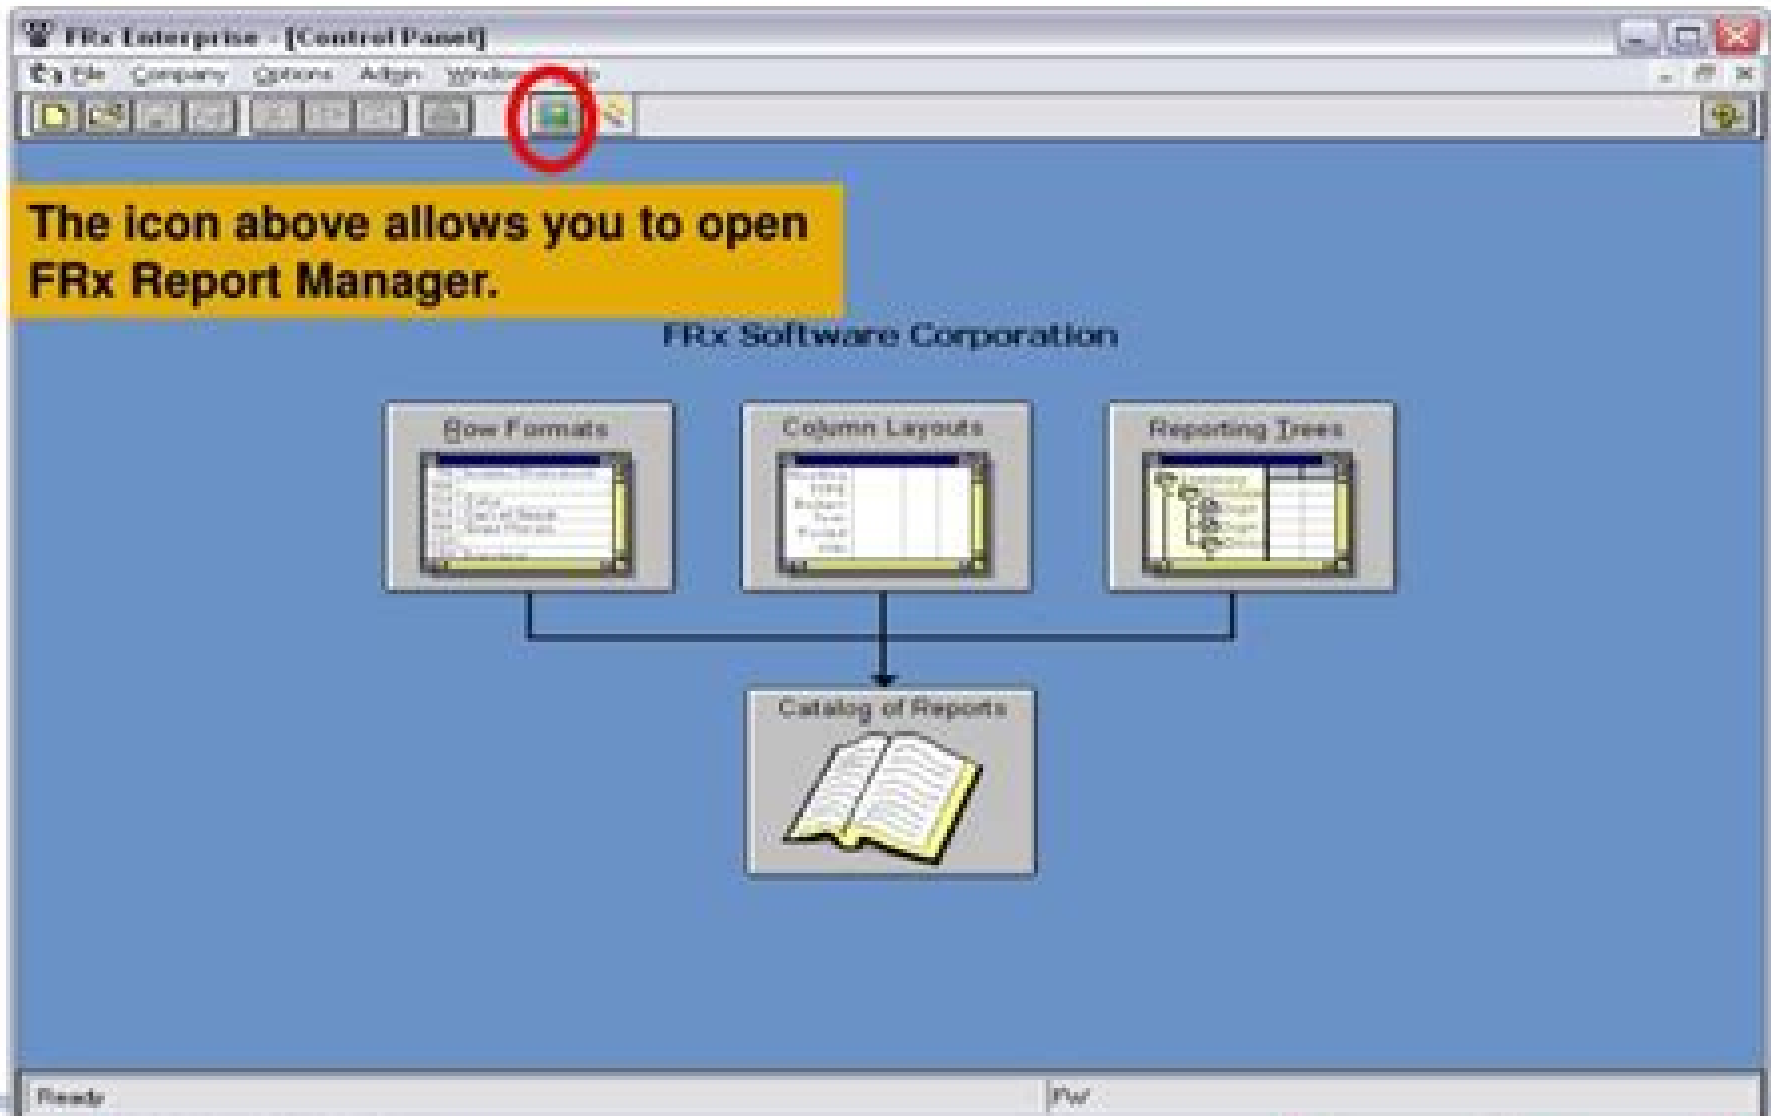 FRx Enterprise - [Control Panel]
File Company Options Admin Window
The icon above allows you to open
FRx Report Manager.
FRx Software Corporation
Row Formats
Column Layouts
Reporting Trees
Catalog of Reports
Ready